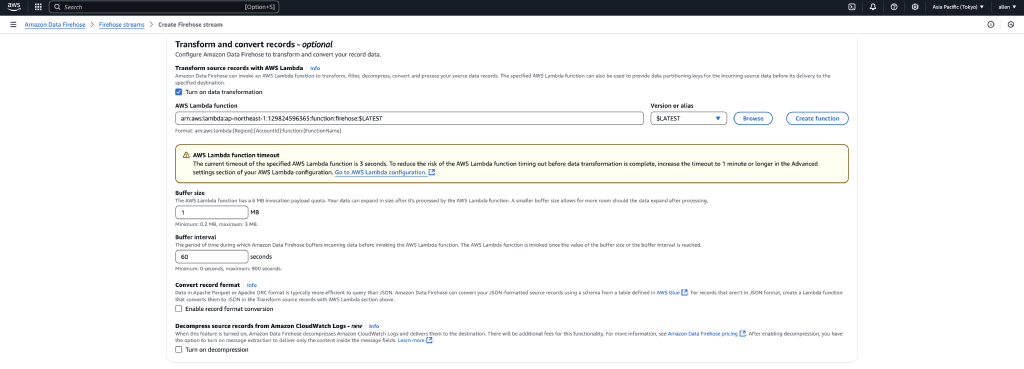 aws
Search [Option+S] Asia Pacific (Tokyo) allen
Amazon Data Firehose > Firehose streams > Create Firehose stream
Transform and convert records - optional
Configure Amazon Data Firehose to transform and convert your record data.
Transform source records with AWS Lambda Info
Amazon Data Firehose can invoke an AWS Lambda function to transform, filter, decompress, convert and process your source data records. The specified AWS Lambda function can also be used to provide data partitioning keys for the incoming source data before its delivery to the
specified destination.
Turn on data transformation
AWS Lambda function Version or alias
arn:aws:lambda:ap-northeast-1:129824596365:function:firehose:$LATEST $LATEST Browse Create function
Format: arn:aws:lambda:[Region]:[AccountId]:function:[FunctionName]
AWS Lambda function timeout
The current timeout of the specified AWS Lambda function is 3 seconds. To reduce the risk of the AWS Lambda function timing out before data transformation is complete, increase the timeout to 1 minute or longer in the Advanced
settings section of your AWS Lambda configuration. Go to AWS Lambda configuration.
Buffer size
The AWS Lambda function has a 6 MB invocation payload quota. Your data can expand in size after it's processed by the AWS Lambda function. A smaller buffer size allows for more room should the data expand after processing.
1 MB
Minimum: 0.2 MB, maximum: 3 MB.
Buffer interval
The period of time during which Amazon Data Firehose buffers incoming data before invoking the AWS Lambda function. The AWS Lambda function is invoked once the value of the buffer size or the buffer interval is reached.
60 seconds
Minimum: 0 seconds, maximum: 900 seconds.
Convert record format Info
Data in Apache Parquet or Apache ORC format is typically more efficient to query than JSON. Amazon Data Firehose can convert your JSON-formatted source records using a schema from a table defined in AWS Glue. For records that aren't in JSON format, create a Lambda function
that converts them to JSON in the Transform source records with AWS Lambda section above.
Enable record format conversion
Decompress source records from Amazon CloudWatch Logs - new Info
When this feature is turned on, Amazon Data Firehose decompresses Amazon CloudWatch Logs and delivers them to the destination. There will be additional fees for this functionality. For more information, see Amazon Data Firehose pricing. After enabling decompression, you have
the option to turn on message extraction to deliver only the content inside the message fields. Learn more
Turn on decompression